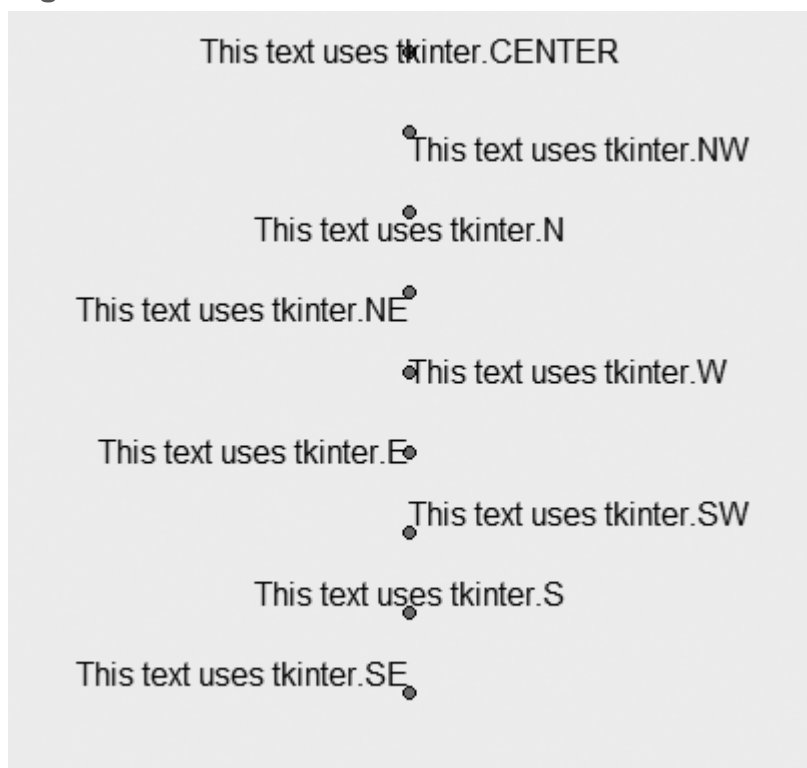 This text uses tkinter.CENTER
This text uses tkinter.NW
This text uses tkinter.N
This text uses tkinter.NE
This text uses tkinter.W
This text uses tkinter.E
This text uses tkinter.SW
This text uses tkinter.S
This text uses tkinter.SE